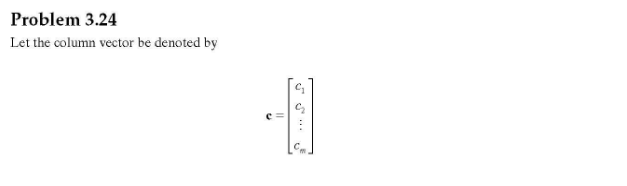 Problem 3.24
Let the column vector be denoted by
c₁
c₂
c =
⋮
cₘ